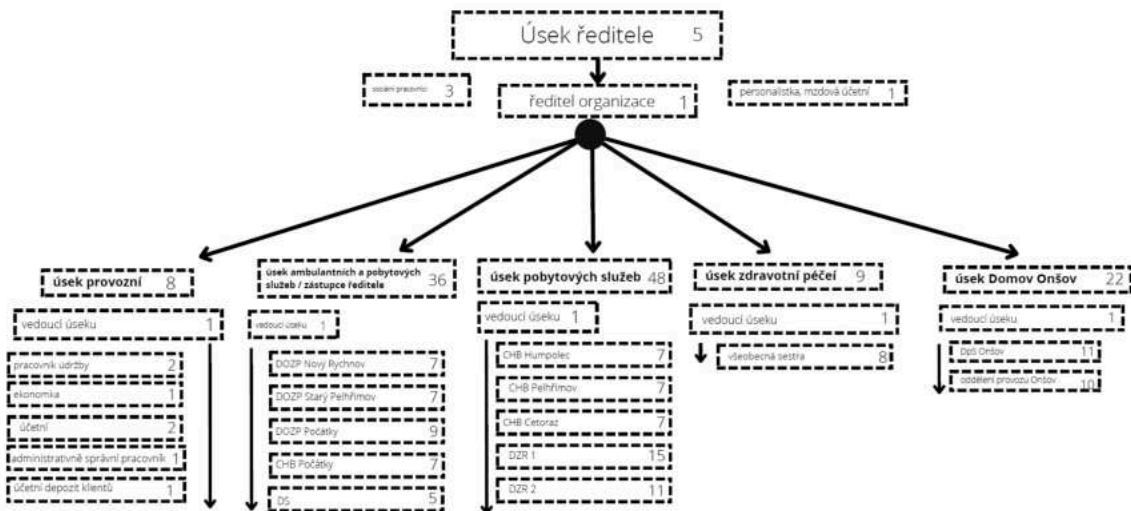 Úsek ředitele 5
sociální pracovníci 3
ředitel organizace 1
personalistka, mzdová účetní 1
úsek provozní 8
vedoucí úseku 1
pracovník údržby 2
ekonomka 1
účetní 2
administrativně správní pracovník 1
účetní depozit klientů 1
úsek ambulantních a pobytových
služeb / zástupce ředitele 36
vedoucí úseku 1
DOZP Nový Rychnov 7
DOZP Starý Pelhřimov 7
DOZP Počátky 9
CHB Počátky 7
DS 5
úsek pobytových služeb 48
vedoucí úseku 1
CHB Humpolec 7
CHB Pelhřimov 7
CHB Cetoraz 7
DZR 1 15
DZR 2 11
úsek zdravotní péčeí 9
vedoucí úseku 1
všeobecná sestra 8
úsek Domov Onšov 22
vedoucí úseku 1
DpS Onšov 11
oddělení provozu Onšov 10